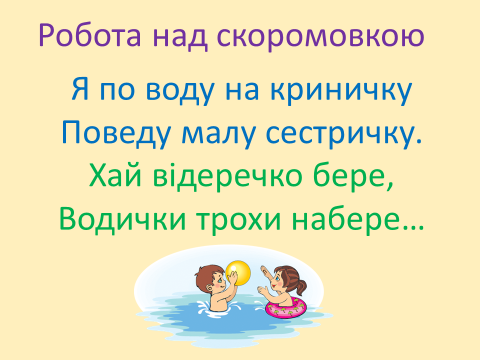 Робота над скоромовкою
Я по воду на криничку
Поведу малу сестричку.
Хай відеречко бере,
Водички трохи набере…